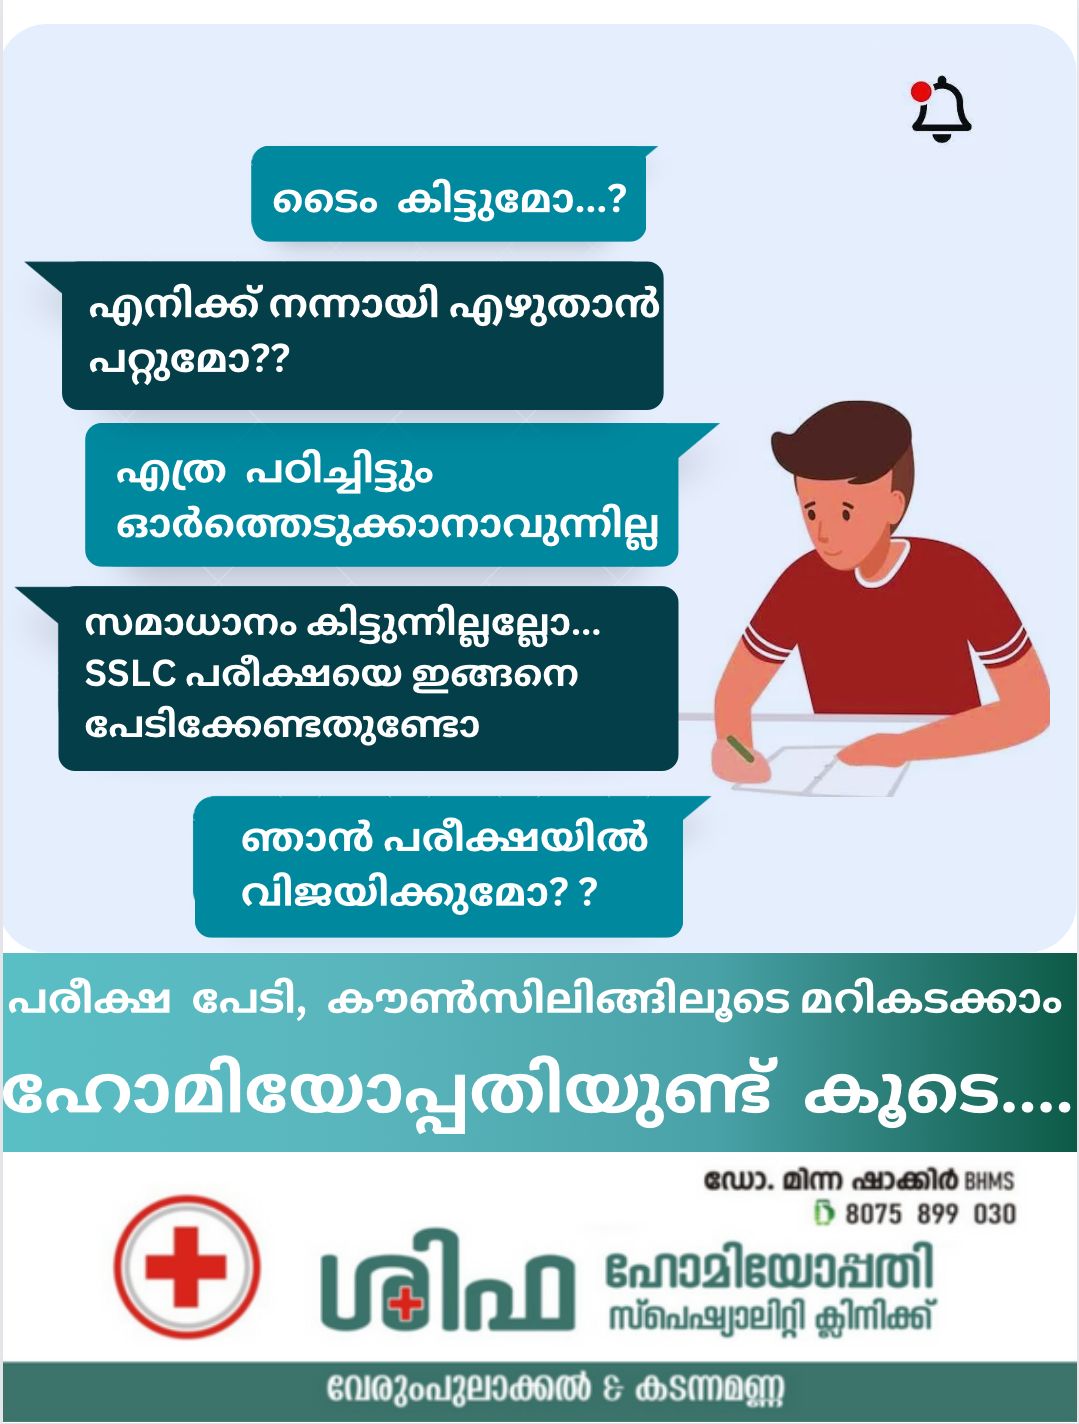 ടൈം കിട്ടുമോ...?
എനിക്ക് നന്നായി എഴുതാൻ
പറ്റുമോ??
എത്ര പഠിച്ചിട്ടും
ഓർത്തെടുക്കാനാവുന്നില്ല
സമാധാനം കിട്ടുന്നില്ലല്ലോ...
SSLC പരീക്ഷയെ ഇങ്ങനെ
പേടിക്കേണ്ടതുണ്ടോ
ഞാൻ പരീക്ഷയിൽ
വിജയിക്കുമോ? ?
പരീക്ഷ പേടി, കൗൺസിലിങ്ങിലൂടെ മറികടക്കാം
ഹോമിയോപ്പതിയുണ്ട് കൂടെ....
ഡോ. മിന്ന ഷാക്കിർ BHMS
8075 899 030
ശിഫ
ഹോമിയോപ്പതി
സ്പെഷ്യാലിറ്റി ക്ലിനിക്ക്
വേരുംപുലാക്കൽ & കടന്നമണ്ണ